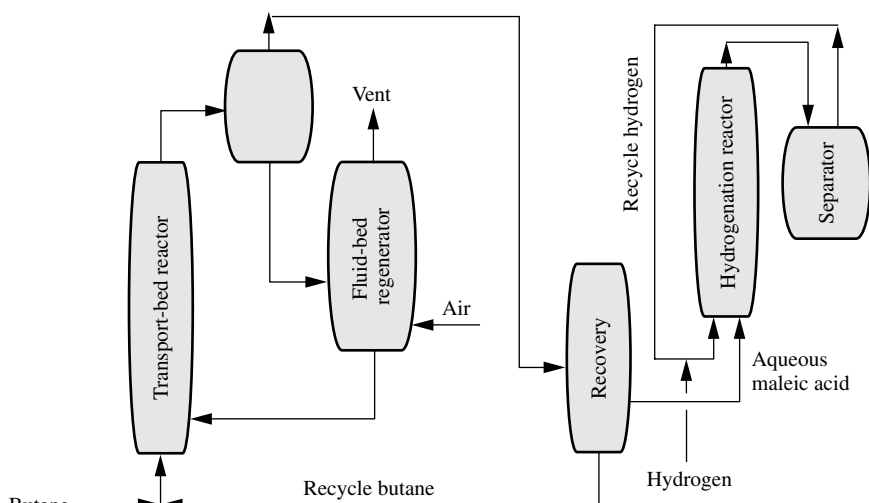 Vent
Transport-bed reactor
Fluid-bed
regenerator
Air
Recycle hydrogen
Hydrogenation reactor
Separator
Recovery
Aqueous
maleic acid
Hydrogen
Recycle butane
Butane